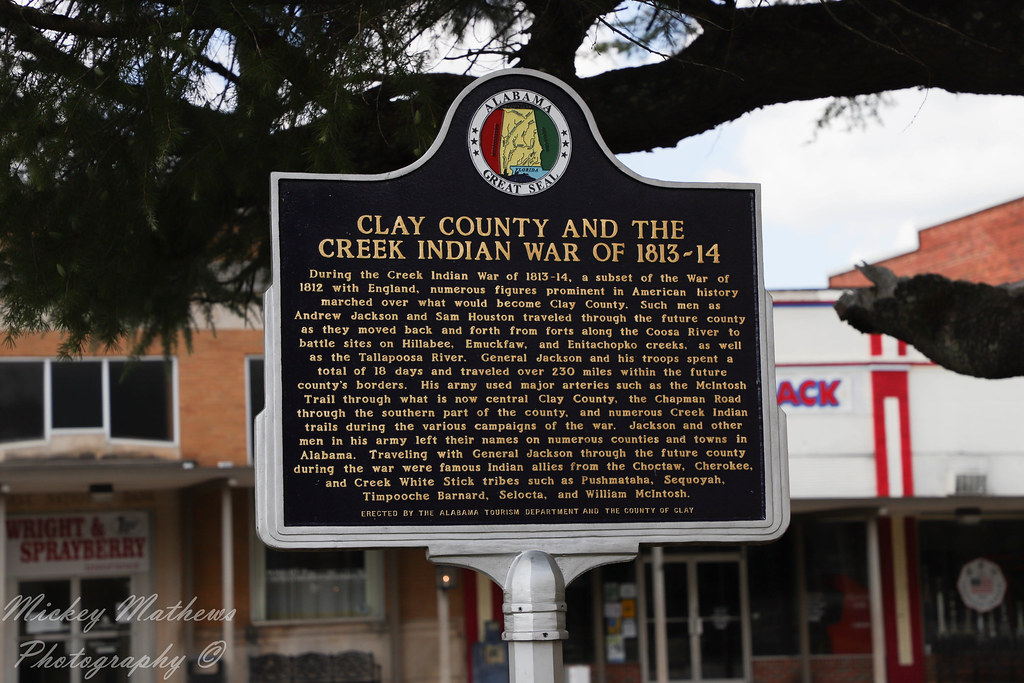 ALABAMA
FLORIDA
GREAT SEAL
CLAY COUNTY AND THE
CREEK INDIAN WAR OF 1813-14
During the Creek Indian War of 1813-14, a subset of the War of
1812 with England, numerous figures prominent in American history
marched over what would become Clay County. Such men as
Andrew Jackson and Sam Houston traveled through the future county
as they moved back and forth from forts along the Coosa River to
battle sites on Hillabee, Emuckfaw, and Enitachopko creeks, as well
as the Tallapoosa River. General Jackson and his troops spent a
total of 18 days and traveled over 230 miles within the future
county's borders. His army used major arteries such as the McIntosh
Trail through what is now central Clay County, the Chapman Road
through the southern part of the county, and numerous Creek Indian
trails during the various campaigns of the war. Jackson and other
men in his army left their names on numerous counties and towns in
Alabama. Traveling with General Jackson through the future county
during the war were famous Indian allies from the Choctaw, Cherokee,
and Creek White Stick tribes such as Pushmataha, Sequoyah,
Timpooche Barnard, Selocta, and William McIntosh.
ERECTED BY THE ALABAMA TOURISM DEPARTMENT AND THE COUNTY OF CLAY
ACK
WRIGHT &
SPRAYBERRY
Mickey Mathews
Photography ©